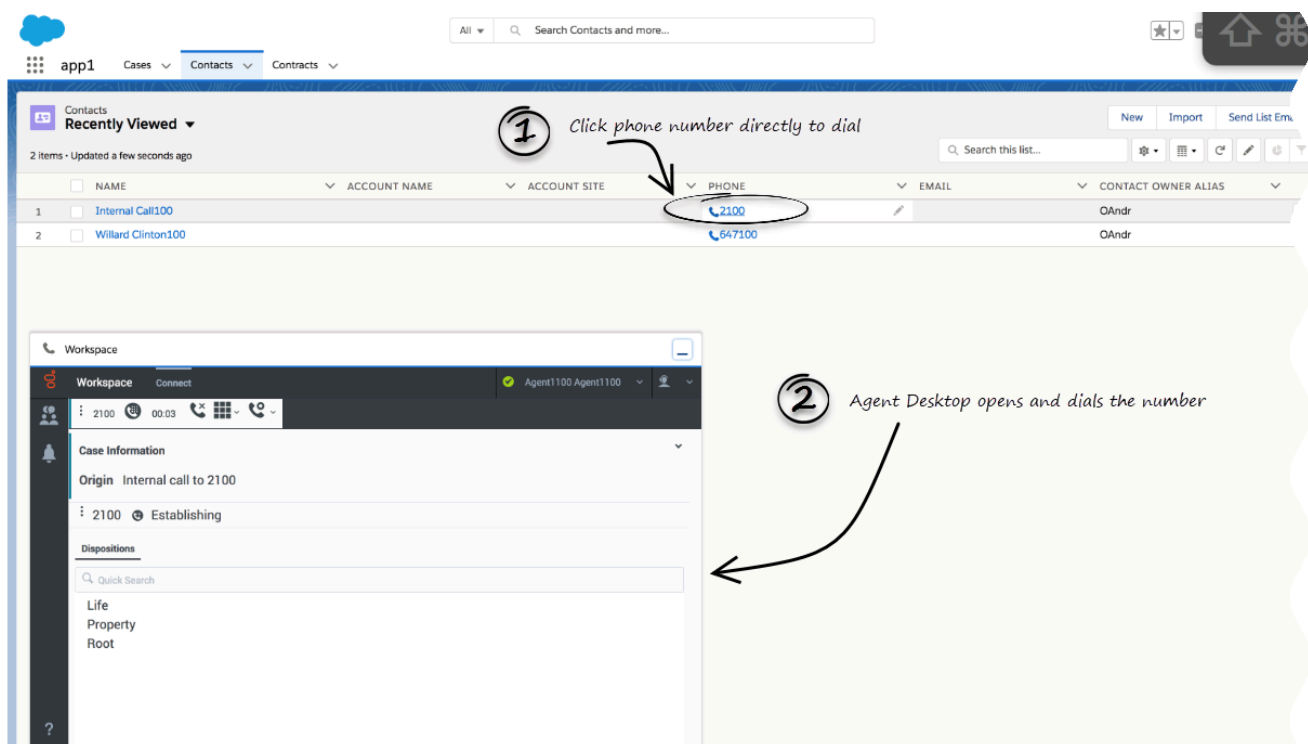 All Search Contacts and more...
app1 Cases Contacts Contracts
Contacts
Recently Viewed
1 Click phone number directly to dial
New Import Send List Ema
2 items • Updated a few seconds ago
Search this list...
NAME ACCOUNT NAME ACCOUNT SITE PHONE EMAIL CONTACT OWNER ALIAS
1 Internal Call100 2100 OAndr
2 Willard Clinton100 647100 OAndr
Workspace
Workspace Connect Agent1100 Agent1100
2100 00:03
2 Agent Desktop opens and dials the number
Case Information
Origin Internal call to 2100
2100 Establishing
Dispositions
Quick Search
Life
Property
Root
?